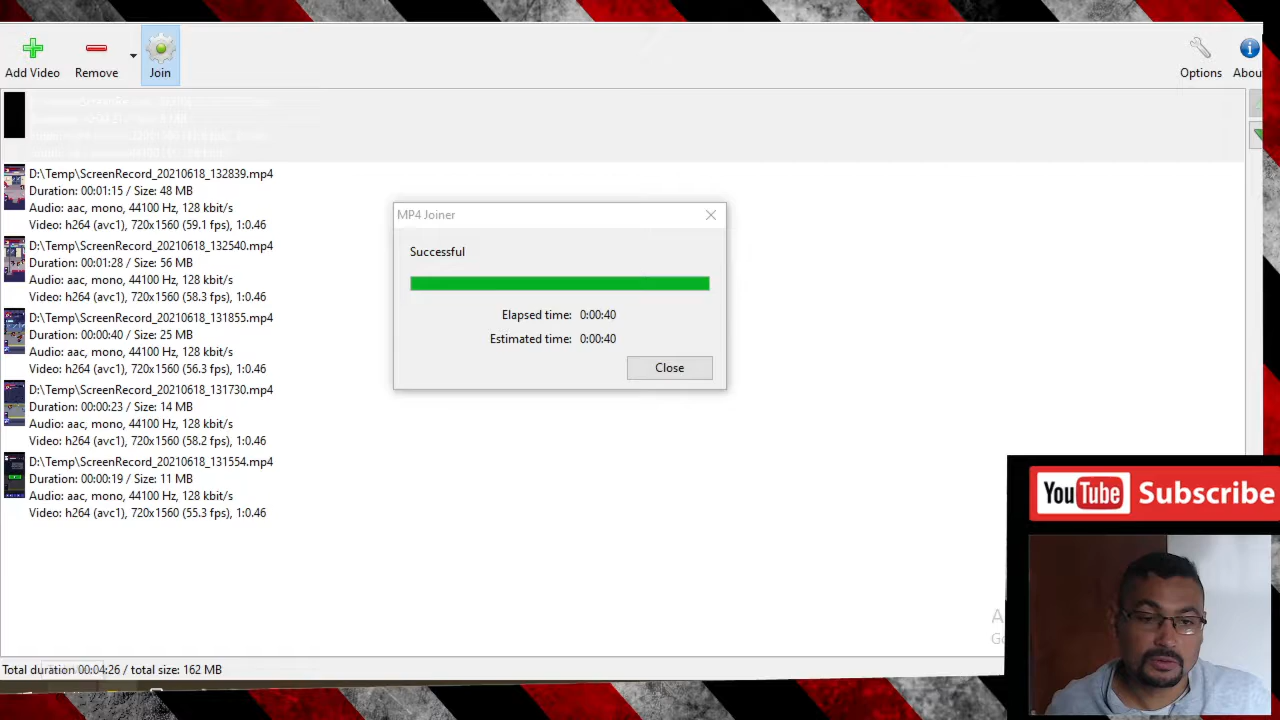 Add Video
Remove
Join
Options
Abou
D:\Temp\ScreenRecord_20210618_132839.mp4
Duration: 00:01:15 / Size: 48 MB
Audio: aac, mono, 44100 Hz, 128 kbit/s
Video: h264 (avc1), 720x1560 (59.1 fps), 1:0.46
D:\Temp\ScreenRecord_20210618_132540.mp4
Duration: 00:01:28 / Size: 56 MB
Audio: aac, mono, 44100 Hz, 128 kbit/s
Video: h264 (avc1), 720x1560 (58.3 fps), 1:0.46
D:\Temp\ScreenRecord_20210618_131855.mp4
Duration: 00:00:40 / Size: 25 MB
Audio: aac, mono, 44100 Hz, 128 kbit/s
Video: h264 (avc1), 720x1560 (56.3 fps), 1:0.46
D:\Temp\ScreenRecord_20210618_131730.mp4
Duration: 00:00:23 / Size: 14 MB
Audio: aac, mono, 44100 Hz, 128 kbit/s
Video: h264 (avc1), 720x1560 (58.2 fps), 1:0.46
D:\Temp\ScreenRecord_20210618_131554.mp4
Duration: 00:00:19 / Size: 11 MB
Audio: aac, mono, 44100 Hz, 128 kbit/s
Video: h264 (avc1), 720x1560 (55.3 fps), 1:0.46
MP4 Joiner
Successful
Elapsed time: 0:00:40
Estimated time: 0:00:40
Close
YouTube Subscribe
Total duration 00:04:26 / total size: 162 MB